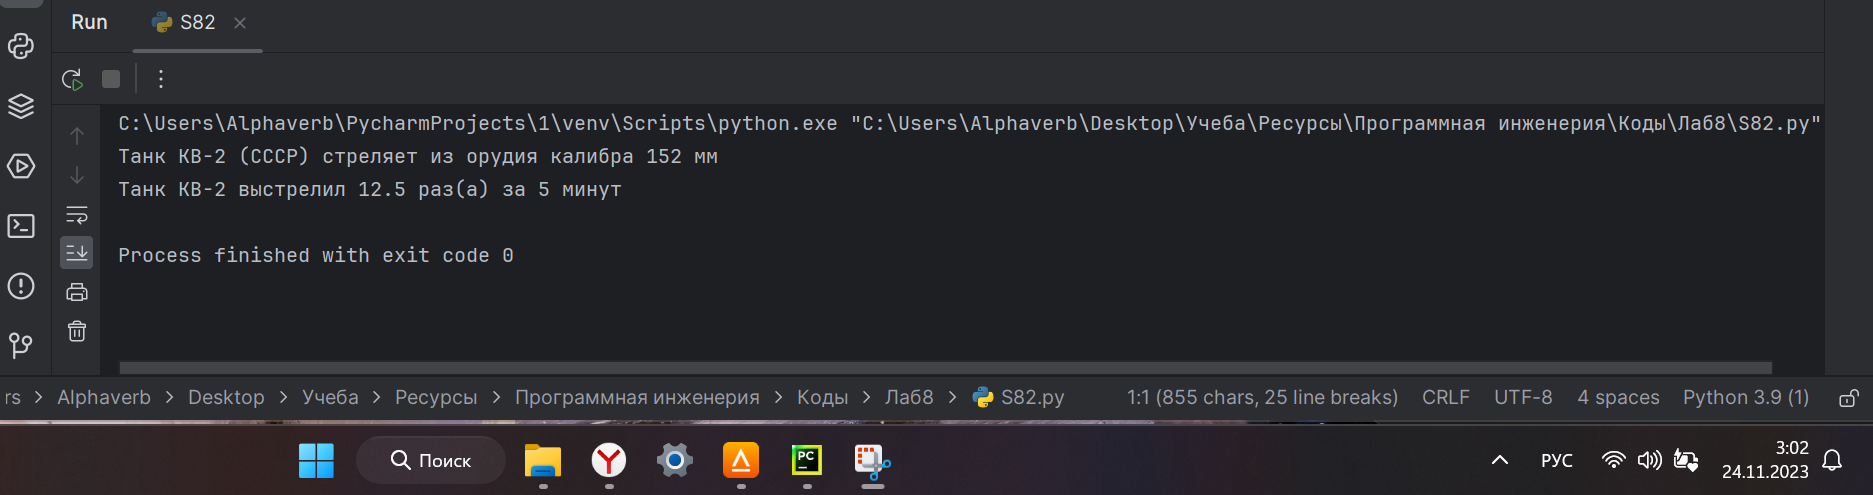 Run S82
C:\Users\Alphaverb\PycharmProjects\1\venv\Scripts\python.exe "C:\Users\Alphaverb\Desktop\Учеба\Ресурсы\Программная инженерия\Коды\Лаб8\S82.py"
Танк КВ-2 (СССР) стреляет из орудия калибра 152 мм
Танк КВ-2 выстрелил 12.5 раз(а) за 5 минут
Process finished with exit code 0
rs > Alphaverb > Desktop > Учеба > Ресурсы > Программная инженерия > Коды > Лаб8 > S82.py 1:1 (855 chars, 25 line breaks) CRLF UTF-8 4 spaces Python 3.9 (1)
Поиск PC РУС 3:02
24.11.2023